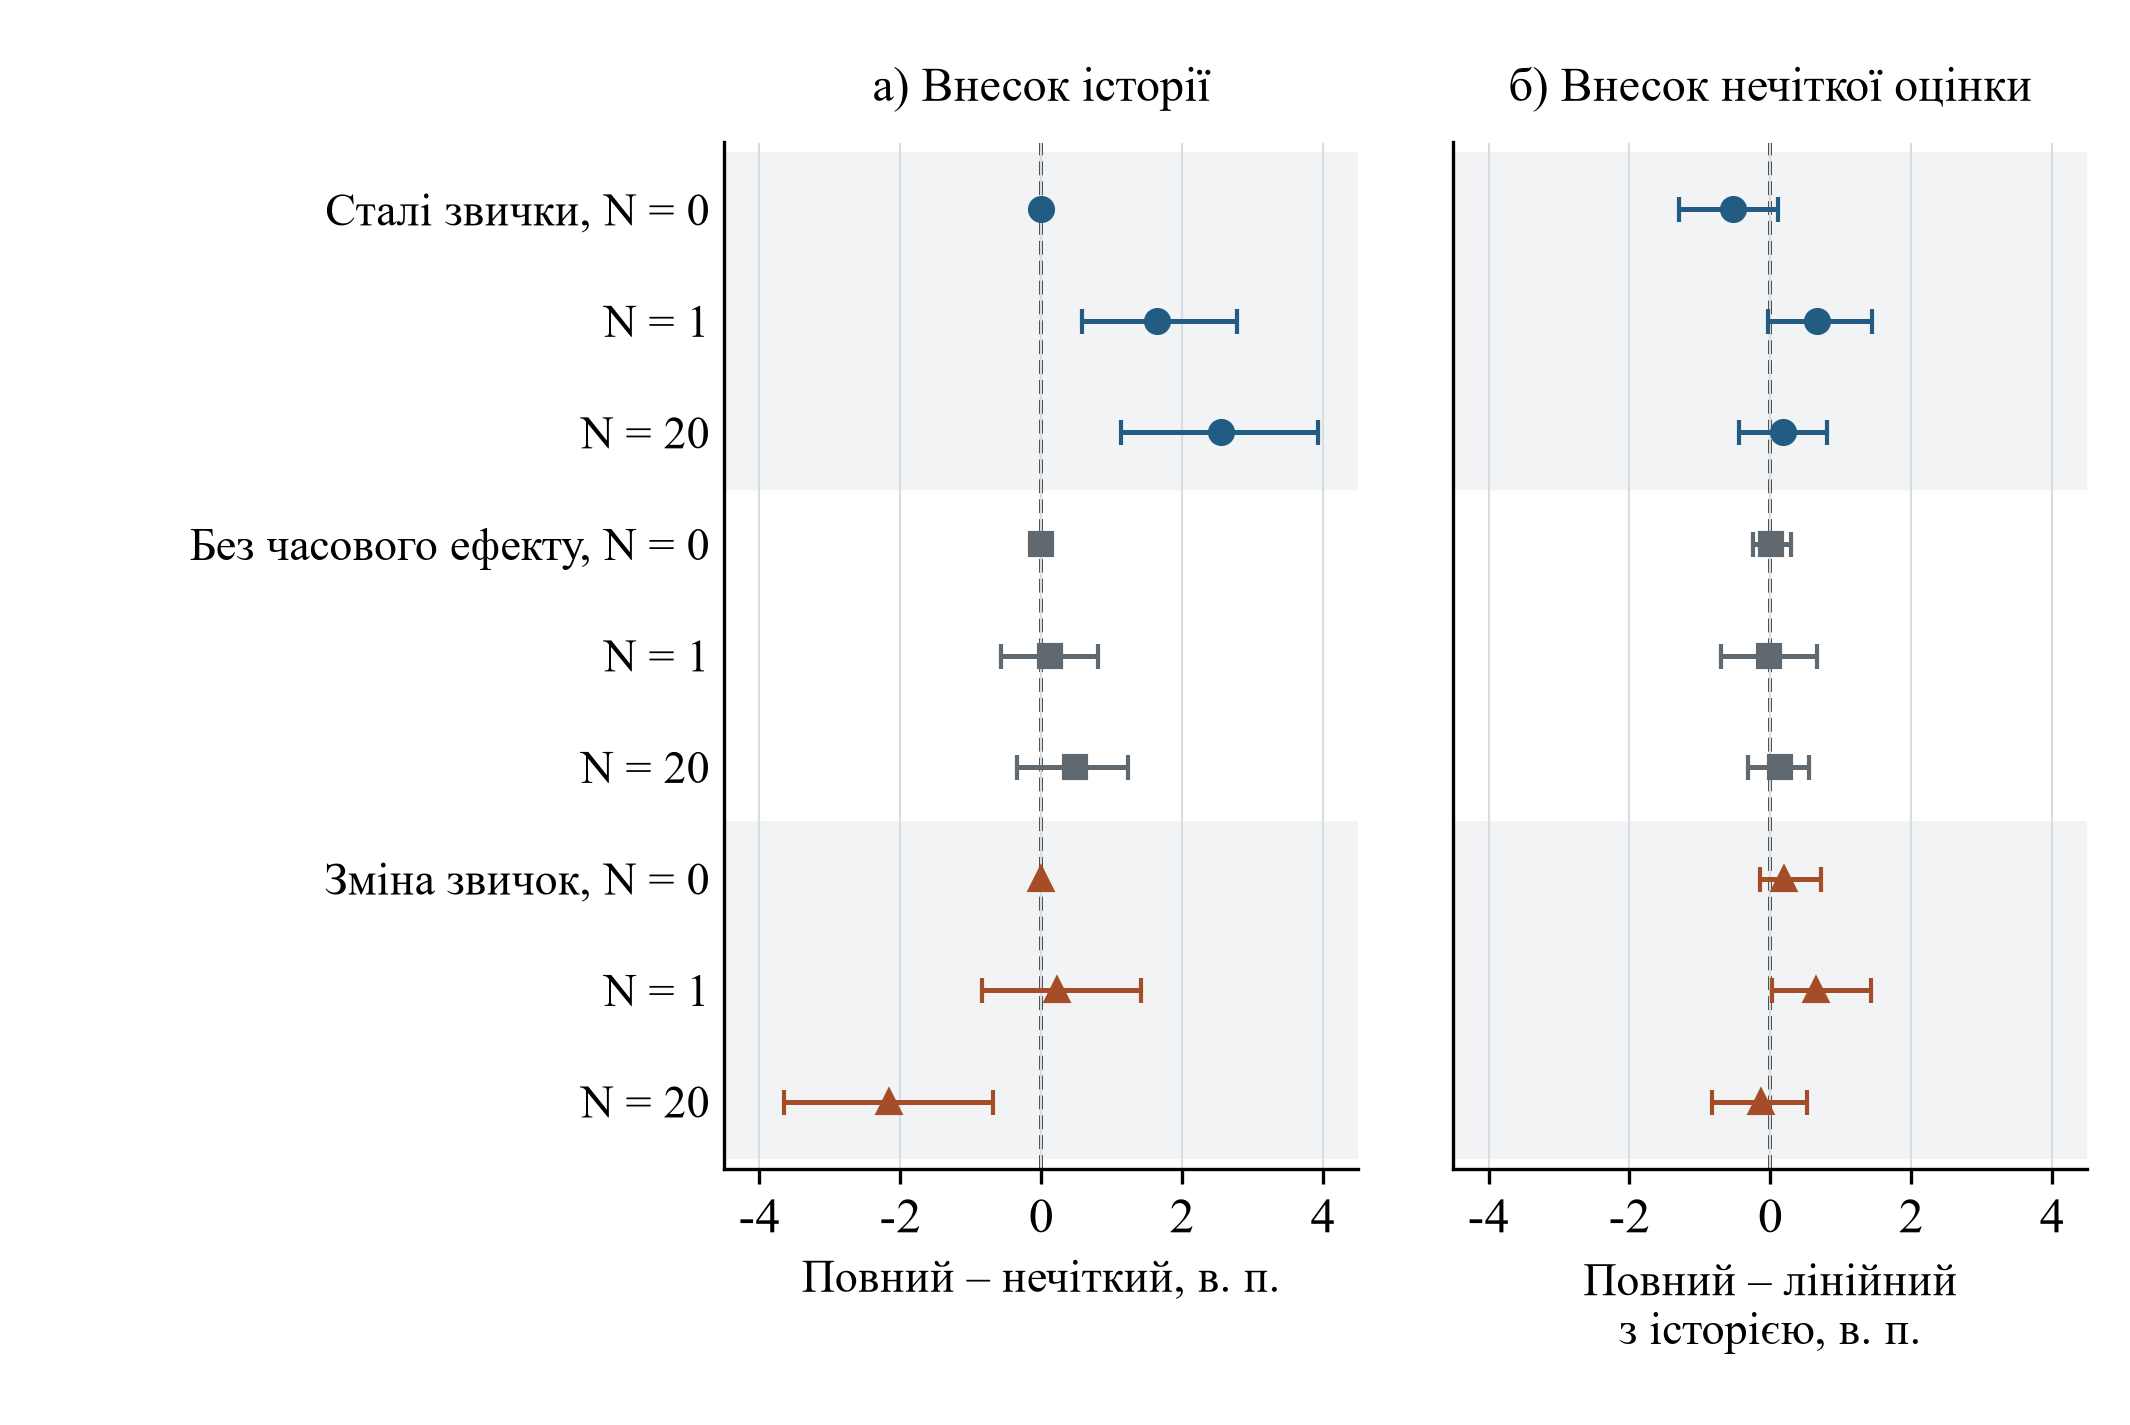 а) Внесок історії
б) Внесок нечіткої оцінки
Сталі звички, N = 0
N = 1
N = 20
Без часового ефекту, N = 0
N = 1
N = 20
Зміна звичок, N = 0
N = 1
N = 20
-4 -2 0 2 4
-4 -2 0 2 4
Повний – нечіткий, в. п.
Повний – лінійний
з історією, в. п.